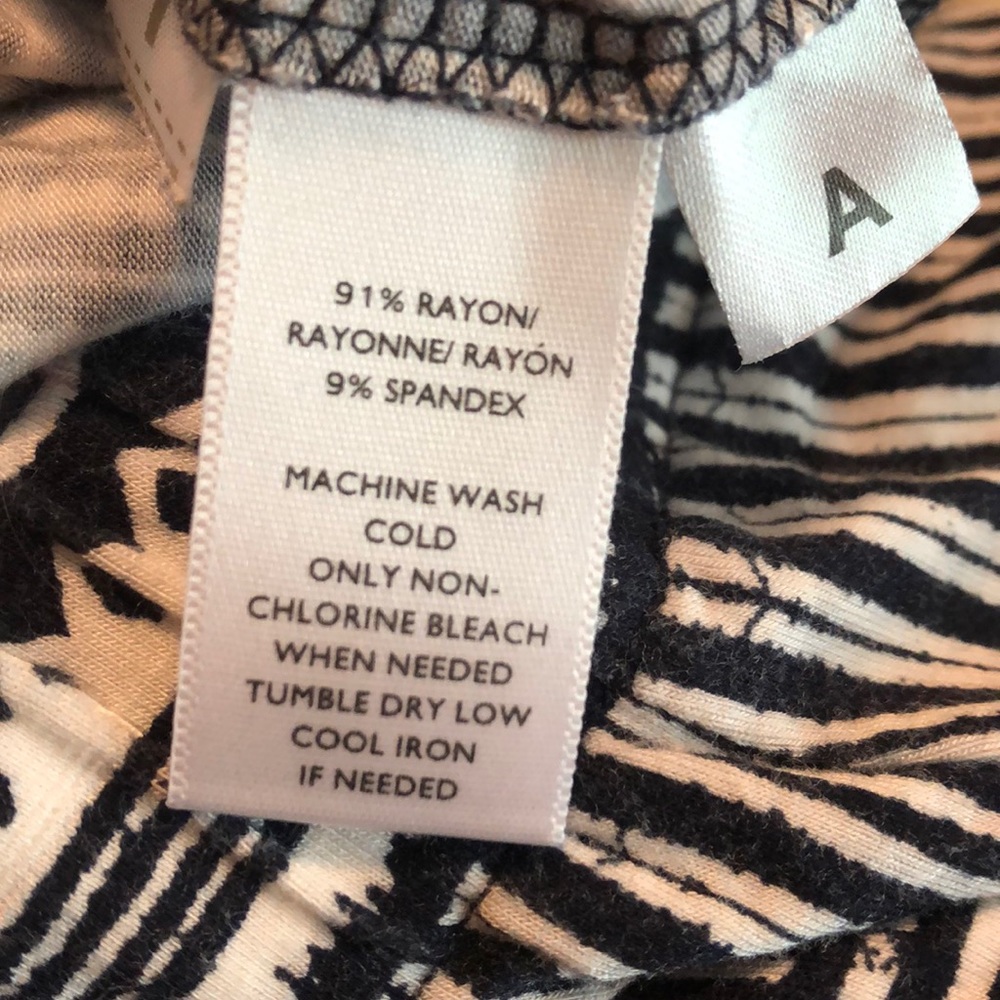 91% RAYON/
RAYONNE/ RAYÓN
9% SPANDEX
MACHINE WASH
COLD
ONLY NON-
CHLORINE BLEACH
WHEN NEEDED
TUMBLE DRY LOW
COOL IRON
IF NEEDED
A